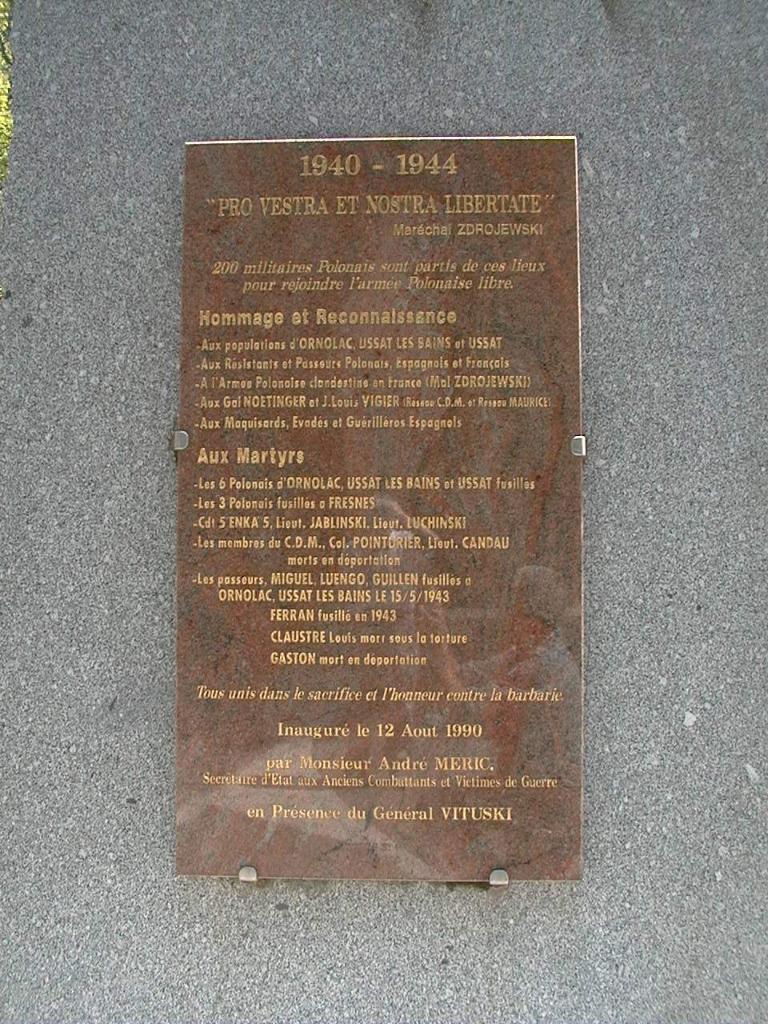 1940 - 1944
"PRO VESTRA ET NOSTRA LIBERTATE"
Maréchal ZDROJEWSKI
200 militaires Polonais sont partis de ces lieux
pour rejoindre l'armée Polonaise libre.
Hommage et Reconnaissance
-Aux populations d'ORNOLAC, USSAT LES BAINS et USSAT
-Aux Résistants et Passeurs Polonais, Espagnols et Français
-A l'Armée Polonaise clandestine en France (Mal ZDROJEWSKI)
-Aux Gal NOETINGER et J.Louis VIGIER (Réseau C.D.M. et Réseau MAURICE)
-Aux Maquisards, Evadés et Guérilleros Espagnols
Aux Martyrs
-Les 6 Polonais d'ORNOLAC, USSAT LES BAINS et USSAT fusillés
-Les 3 Polonais fusillés a FRESNES
-Cdt 5 ENKA 5, Lieut. JABLINSKI, Lieut. LUCHINSKI
-Les membres du C.D.M., Col. POINTURIER, Lieut. CANDAU
morts en déportation
-Les passeurs, MIGUEL, LUENGO, GUILLEN fusillés a
ORNOLAC, USSAT LES BAINS LE 15/5/1943
FERRAN fusillé en 1943
CLAUSTRE Louis mort sous la torture
GASTON mort en déportation
Tous unis dans le sacrifice et l'honneur contre la barbarie.
Inauguré le 12 Aout 1990
par Monsieur André MERIC,
Secrétaire d'Etat aux Anciens Combattants et Victimes de Guerre
en Présence du Général VITUSKI